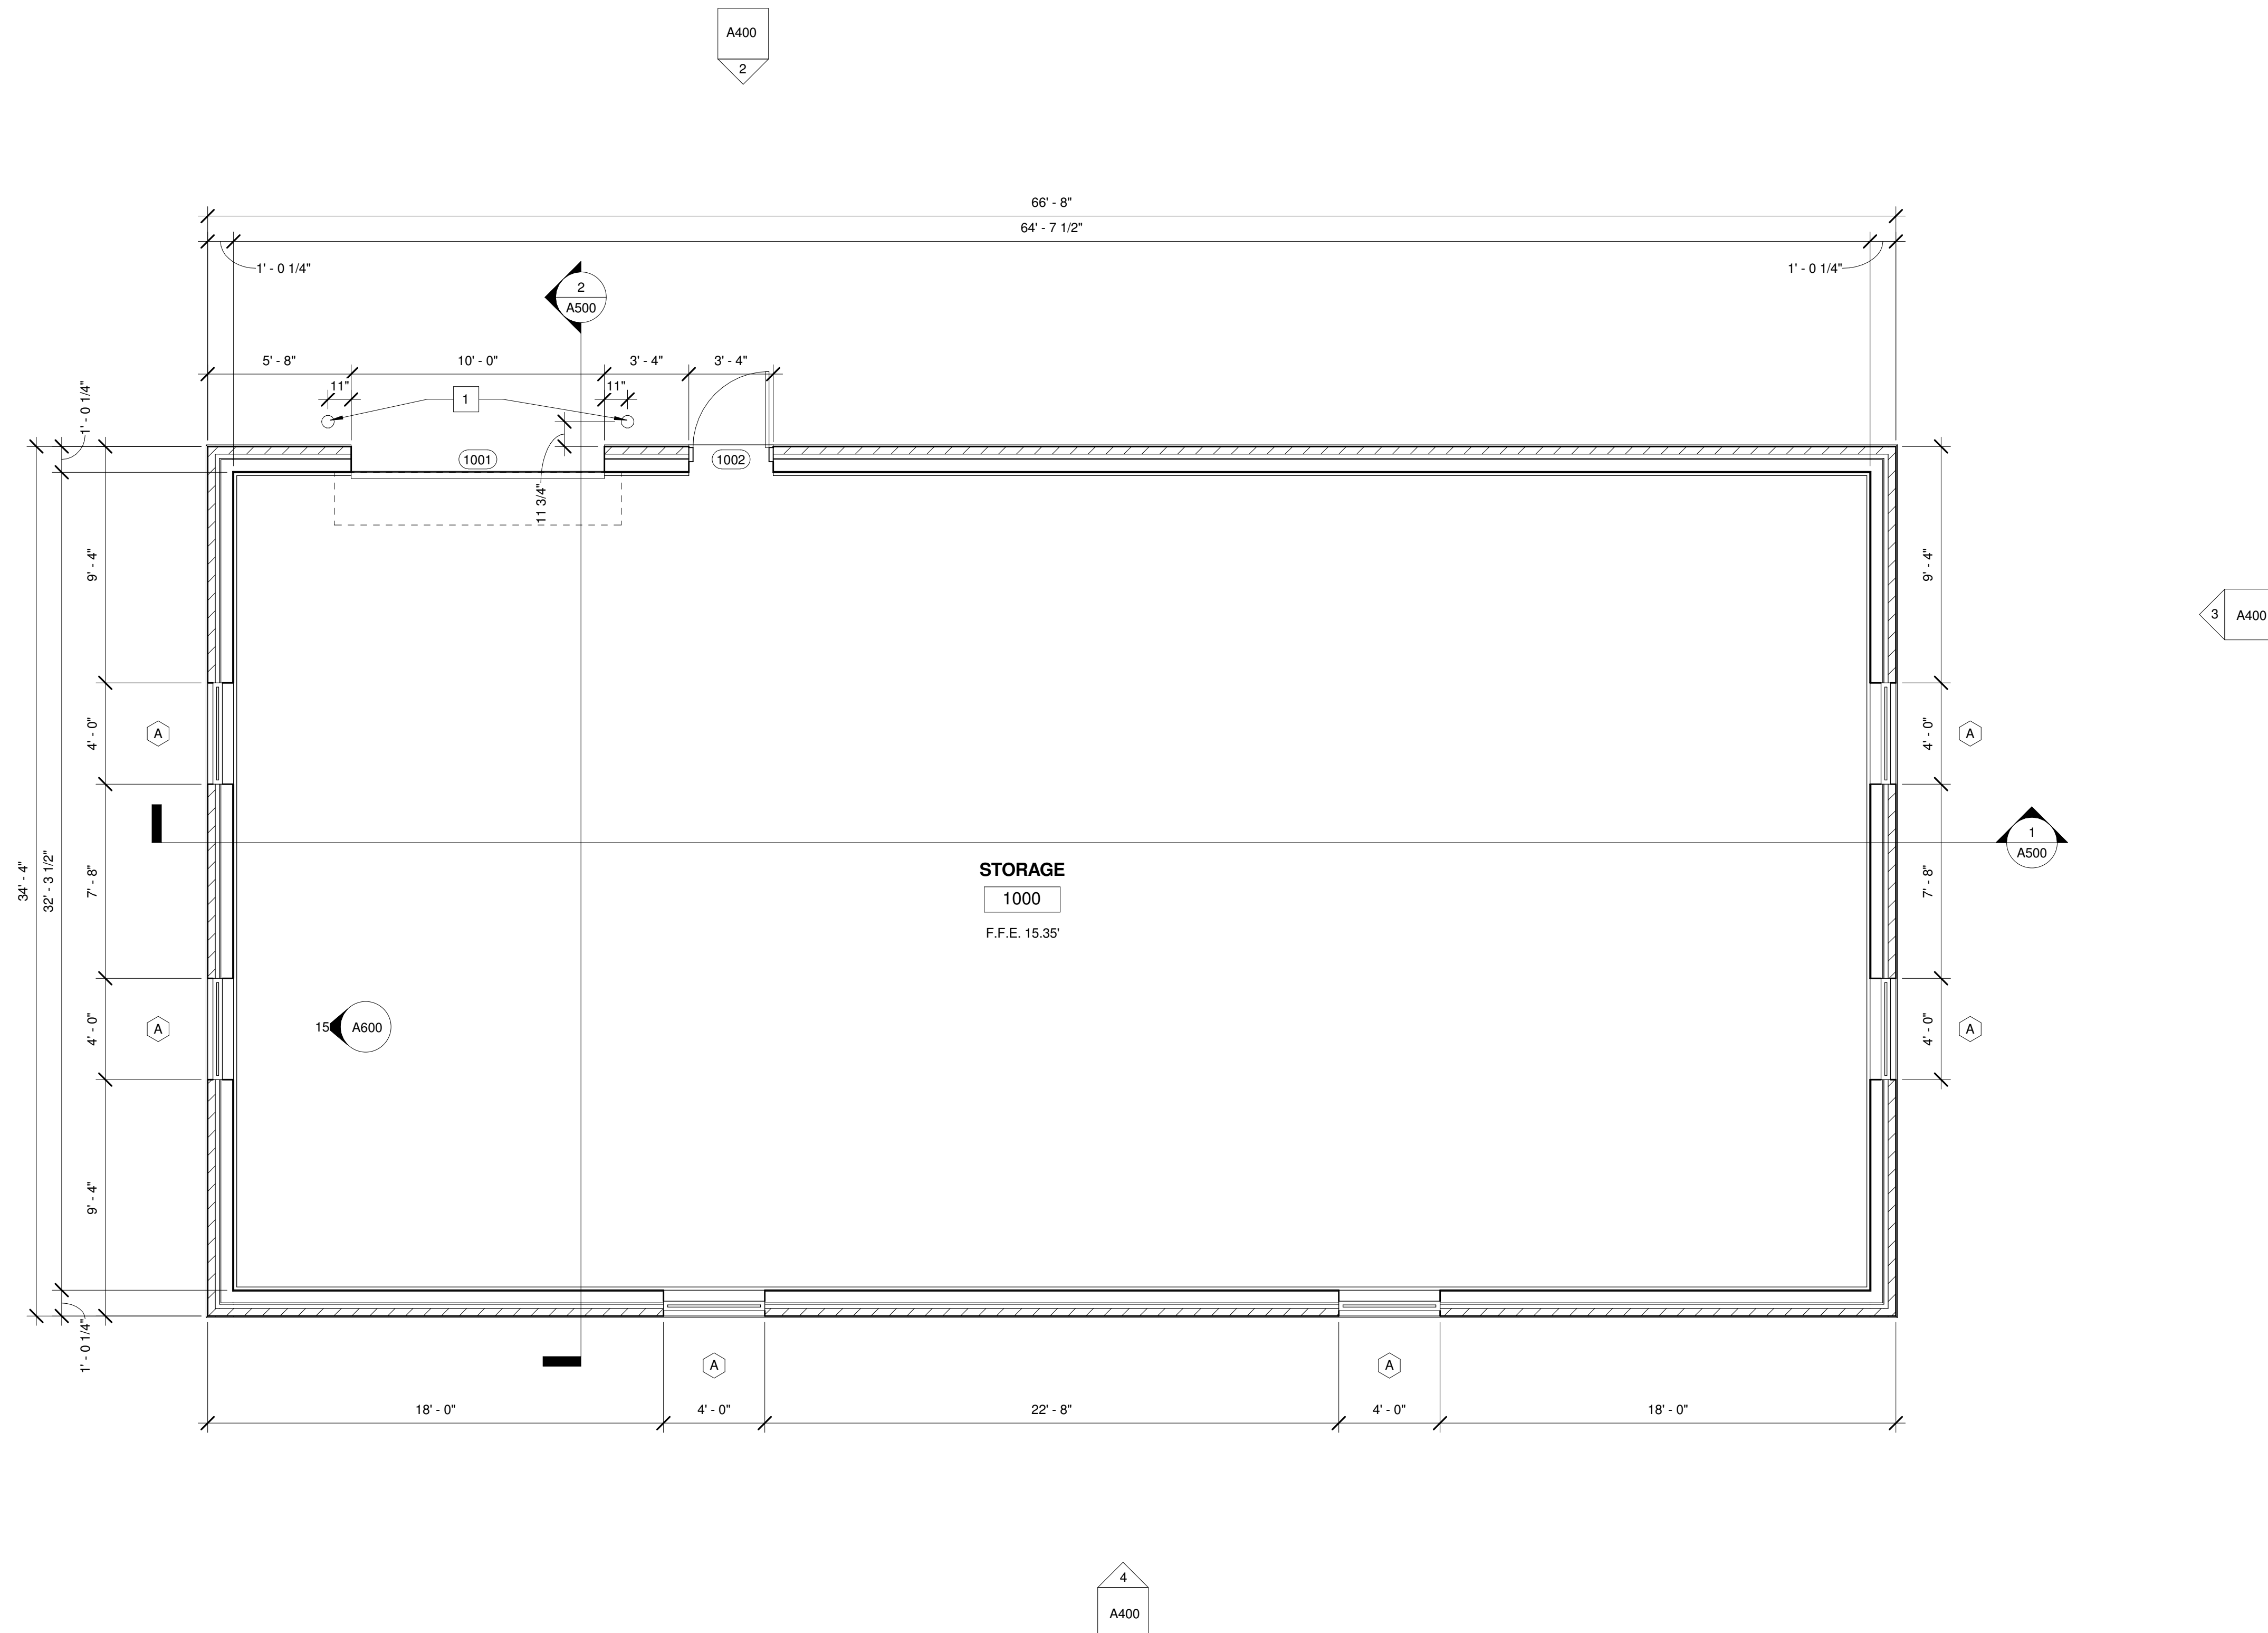 A400
2
66' - 8"
64' - 7 1/2"
1' - 0 1/4"
1' - 0 1/4"
2
A500
5' - 8"
10' - 0"
3' - 4"
3' - 4"
11"
1
11"
1' - 0 1/4"
1001
1002
11 3/4"
9' - 4"
9' - 4"
3
A400
4' - 0"
A
4' - 0"
A
1
A500
34' - 4"
32' - 3 1/2"
7' - 8"
7' - 8"
STORAGE
1000
F.F.E. 15.35'
4' - 0"
A
15
A600
4' - 0"
A
9' - 4"
1' - 0 1/4"
A
A
18' - 0"
4' - 0"
22' - 8"
4' - 0"
18' - 0"
4
A400